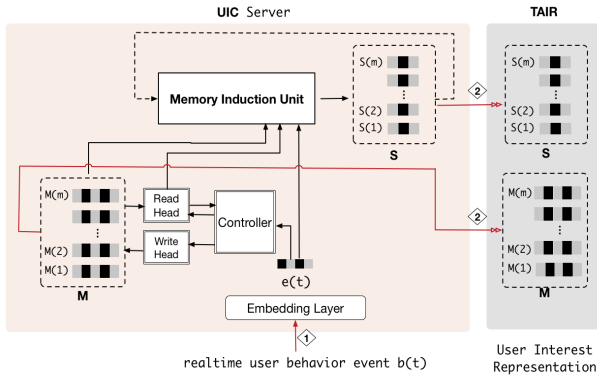 UIC Server
TAIR
S(m)
S(2)
S(1)
S
Memory Induction Unit
2
S(m)
S(2)
S(1)
S
M(m)
M(2)
M(1)
M
Read
Head
Write
Head
Controller
e(t)
2
M(m)
M(2)
M(1)
M
Embedding Layer
1
realtime user behavior event b(t)
User Interest
Representation